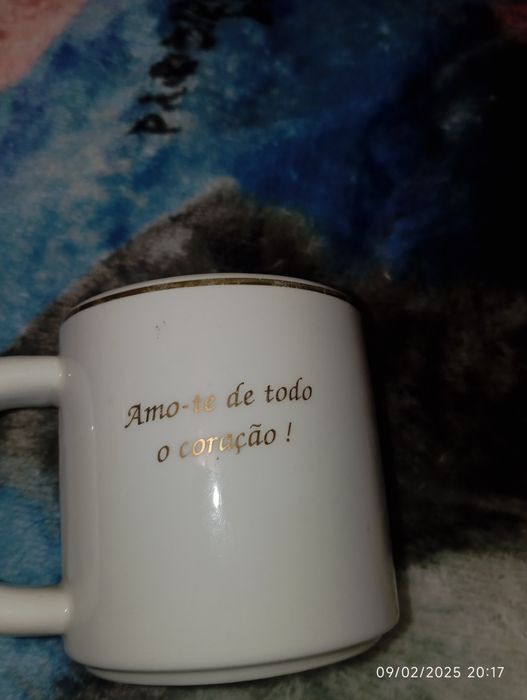 Amo-te de todo
o coração !
09/02/2025 20:17